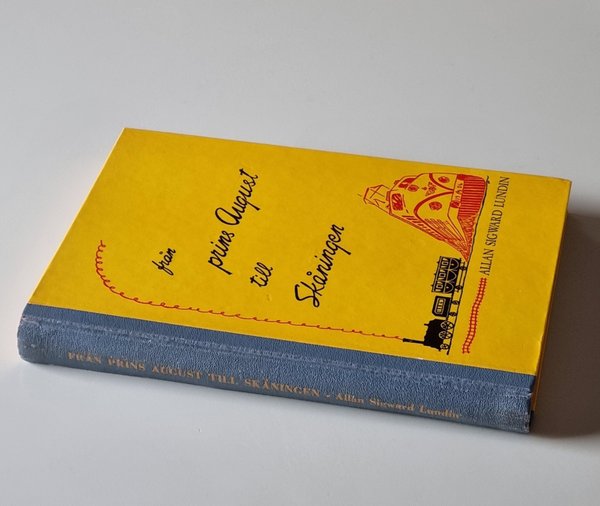 från
prins August
till
Skåningen
ALLAN SIGWARD LUNDIN
FRÅN PRINS AUGUST TILL SKÅNINGEN - Allan Sigward Lundin